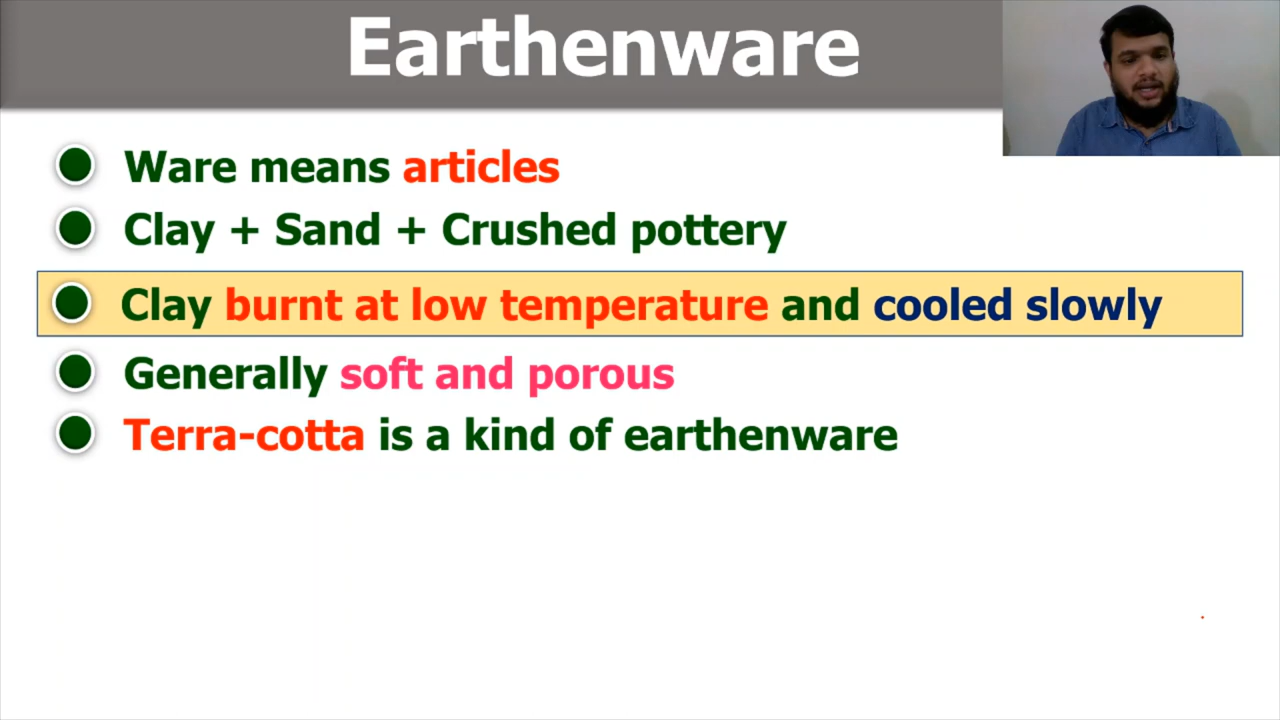 Earthenware
Ware means articles
Clay + Sand + Crushed pottery
Clay burnt at low temperature and cooled slowly
Generally soft and porous
Terra-cotta is a kind of earthenware